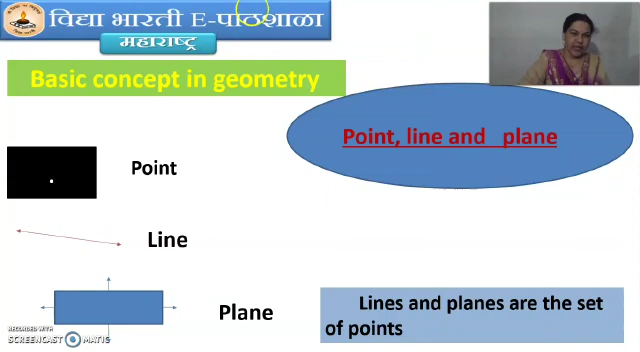 विद्या भारती E-पाठशाला
महाराष्ट्र
Basic concept in geometry
Point, line and plane
Point
Line
Plane
Lines and planes are the set
of points
RECORDED WITH
SCREENCAST MATIC